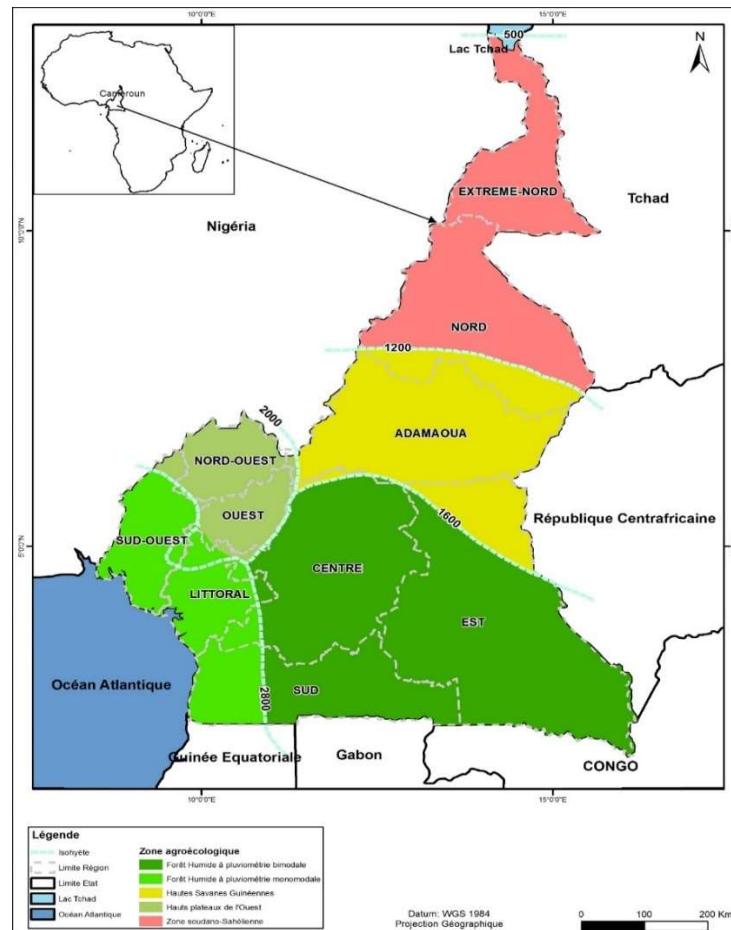 10°0'0"E
15°0'0"E
500
Lac Tchad
N
Cameroun
EXTREME-NORD
Tchad
Nigéria
10°0'0"N
NORD
1200
2000
ADAMAOUA
NORD-OUEST
1600
OUEST
République Centrafricaine
5°0'0"N
SUD-OUEST
CENTRE
LITTORAL
EST
Océan Atlantique
2800
SUD
Guinée Equatoriale
Gabon
CONGO
10°0'0"E
15°0'0"E
Légende
Isohyète
Limite Région
Limite Etat
Lac Tchad
Océan Atlantique
Zone agroécologique
Forêt Humide à pluviométrie bimodale
Forêt Humide à pluviométrie monomodale
Hautes Savanes Guinéennes
Hauts plateaux de l'Ouest
Zone soudano-Sahélienne
Datum: WGS 1984
Projection Géographique
0 100 200 Km